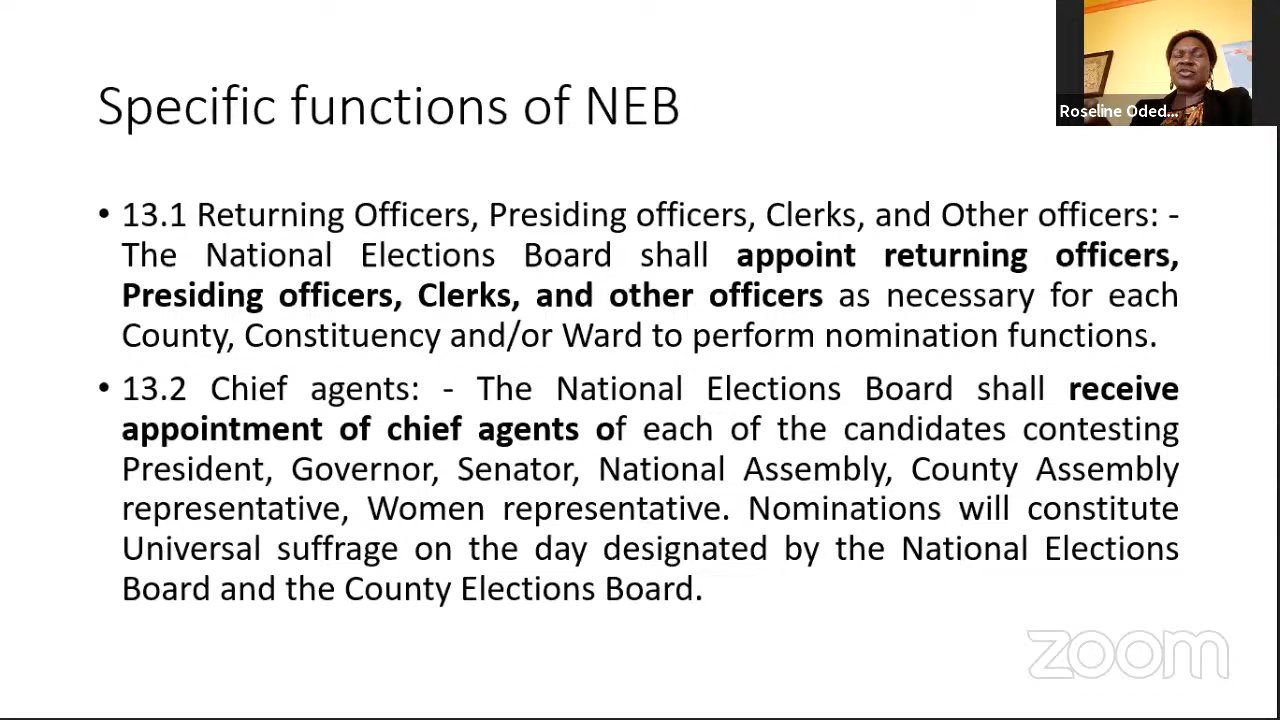 Specific functions of NEB
Roseline Oded...
• 13.1 Returning Officers, Presiding officers, Clerks, and Other officers: -
The National Elections Board shall appoint returning officers,
Presiding officers, Clerks, and other officers as necessary for each
County, Constituency and/or Ward to perform nomination functions.
• 13.2 Chief agents: - The National Elections Board shall receive
appointment of chief agents of each of the candidates contesting
President, Governor, Senator, National Assembly, County Assembly
representative, Women representative. Nominations will constitute
Universal suffrage on the day designated by the National Elections
Board and the County Elections Board.
zoom